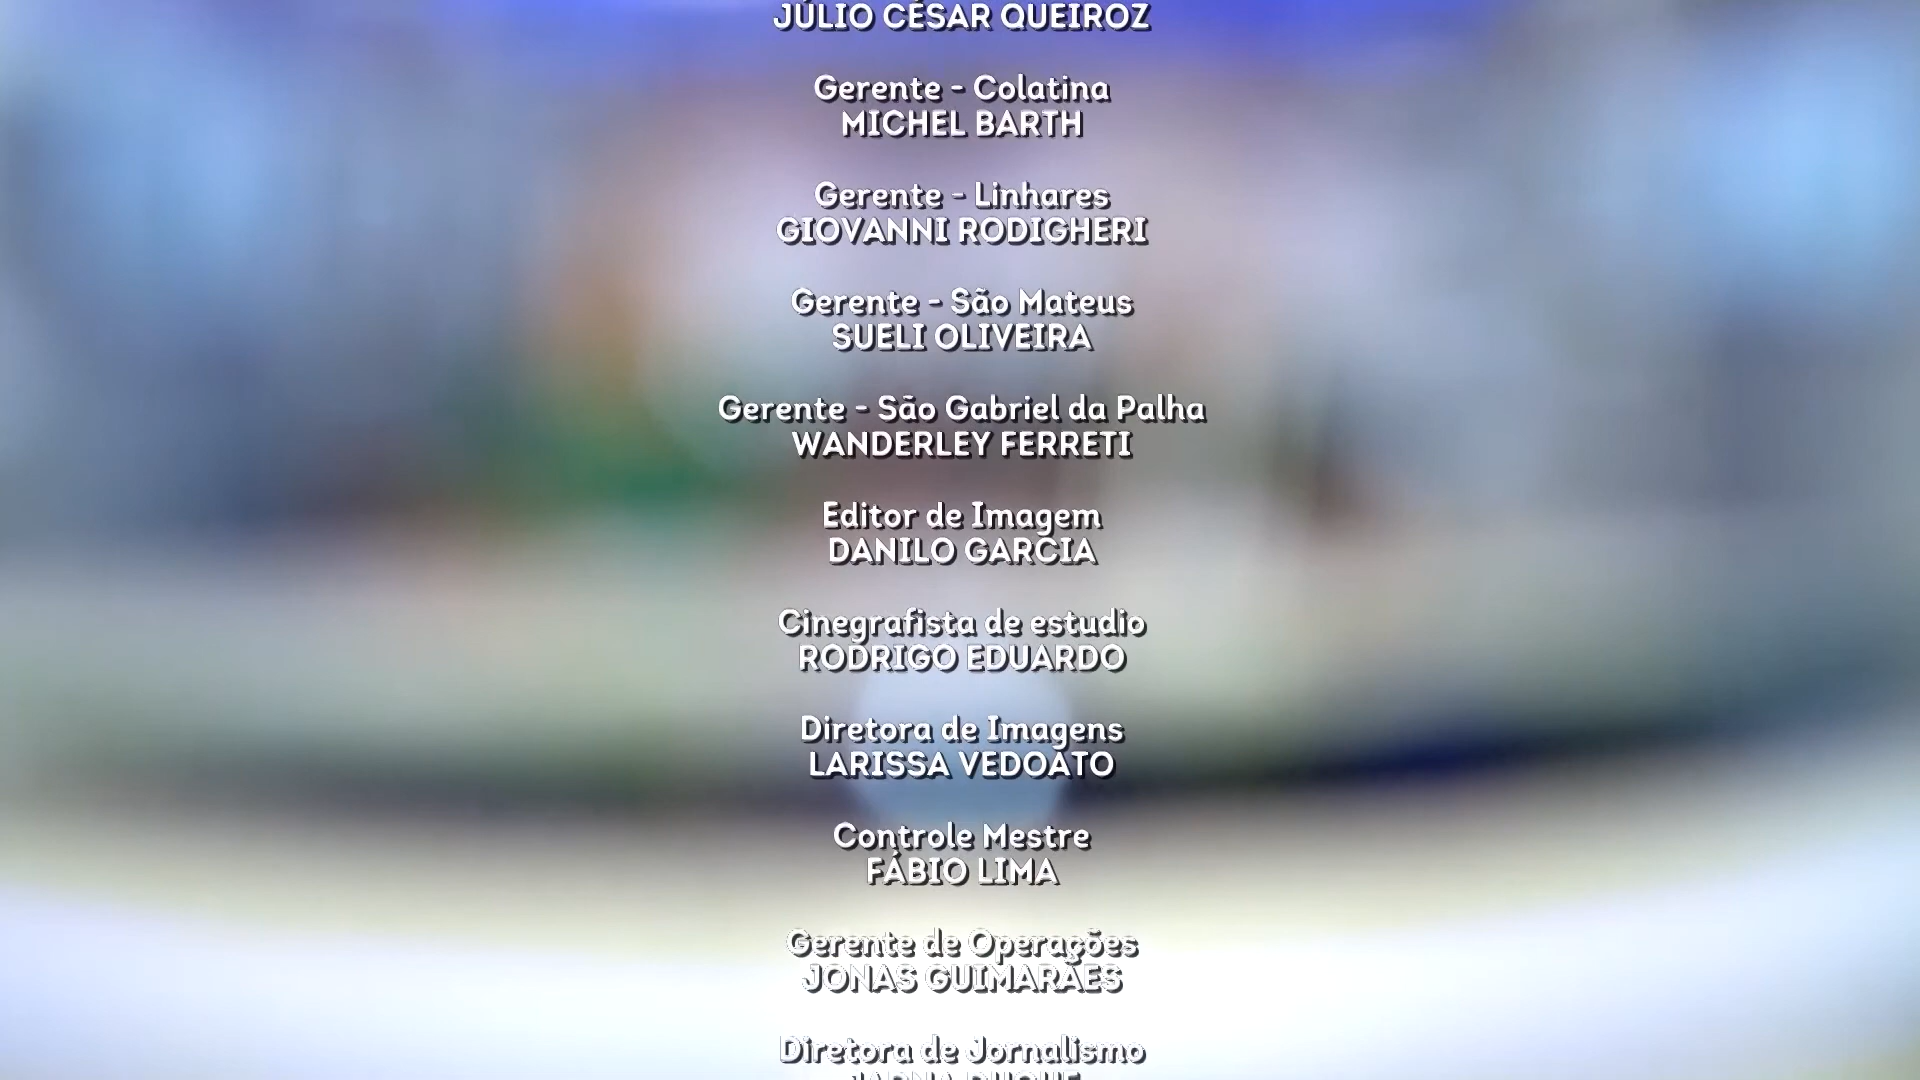 JÚLIO CÉSAR QUEIROZ
Gerente - Colatina
MICHEL BARTH
Gerente - Linhares
GIOVANNI RODIGHERI
Gerente - São Mateus
SUELI OLIVEIRA
Gerente - São Gabriel da Palha
WANDERLEY FERRETI
Editor de Imagem
DANILO GARCIA
Cinegrafista de estudio
RODRIGO EDUARDO
Diretora de Imagens
LARISSA VEDOATO
Controle Mestre
FÁBIO LIMA
Gerente de Operações
JONAS GUIMARÃES
Diretora de Jornalismo